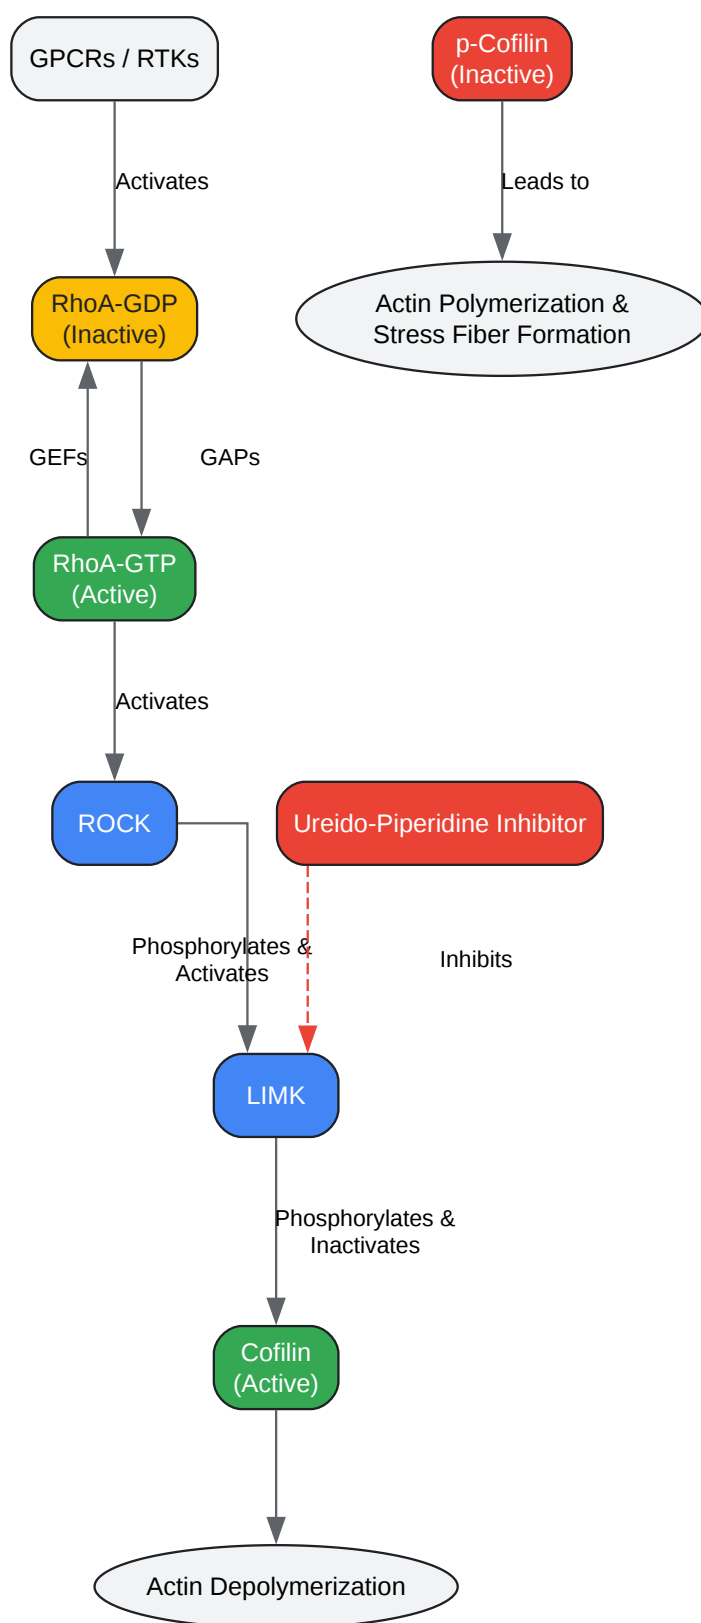 GPCRs / RTKs
p-Cofilin
(Inactive)
Activates
Leads to
RhoA-GDP
(Inactive)
Actin Polymerization &
Stress Fiber Formation
GEFs
GAPs
RhoA-GTP
(Active)
Activates
ROCK
Ureido-Piperidine Inhibitor
Phosphorylates &
Activates
Inhibits
LIMK
Phosphorylates &
Inactivates
Cofilin
(Active)
Actin Depolymerization